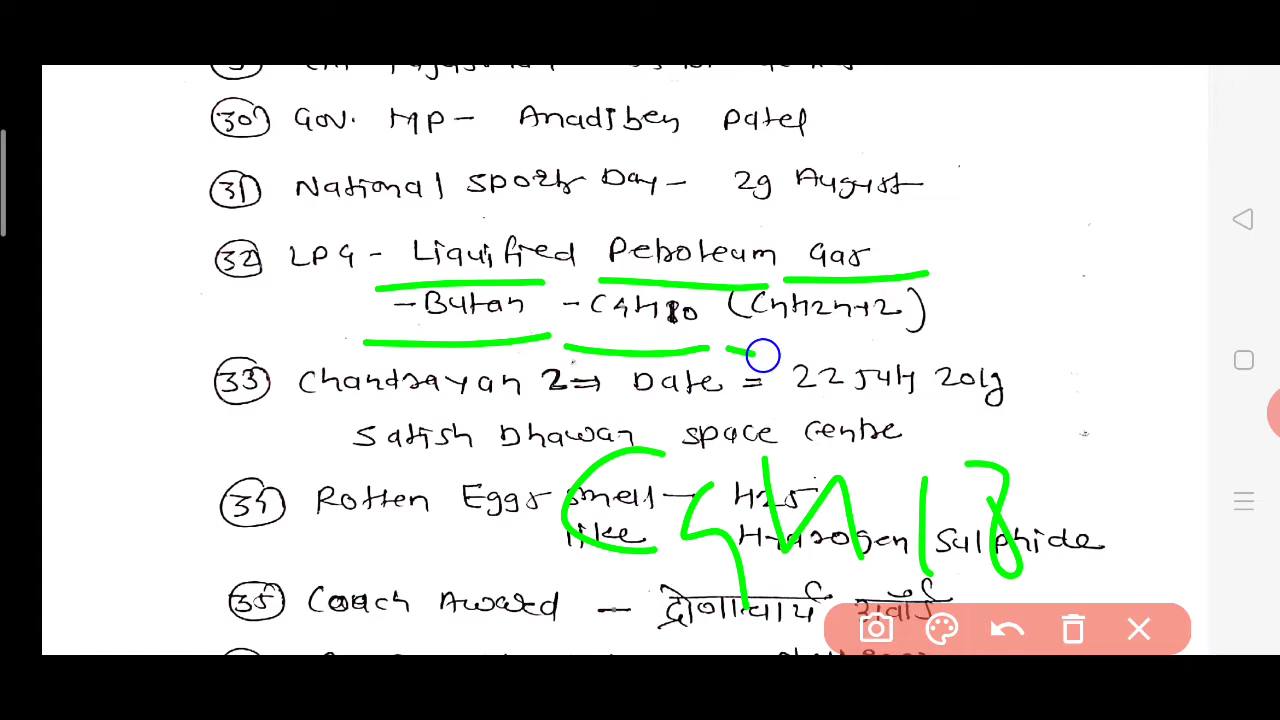 30 Gov. MP - Anadiben Patel
31 National Sports Day - 29 August
32 LPG - Liquified Petroleum Gas
- Butan - C4H10 (CnH2n+2)
33 Chandrayan 2 => Date = 22 July 2019
Satish Dhawan space Centre
34 Rotten Eggs smell - H2S
like Hydrogen Sulphide
35 Coach Award - द्रोणाचार्य अवार्ड